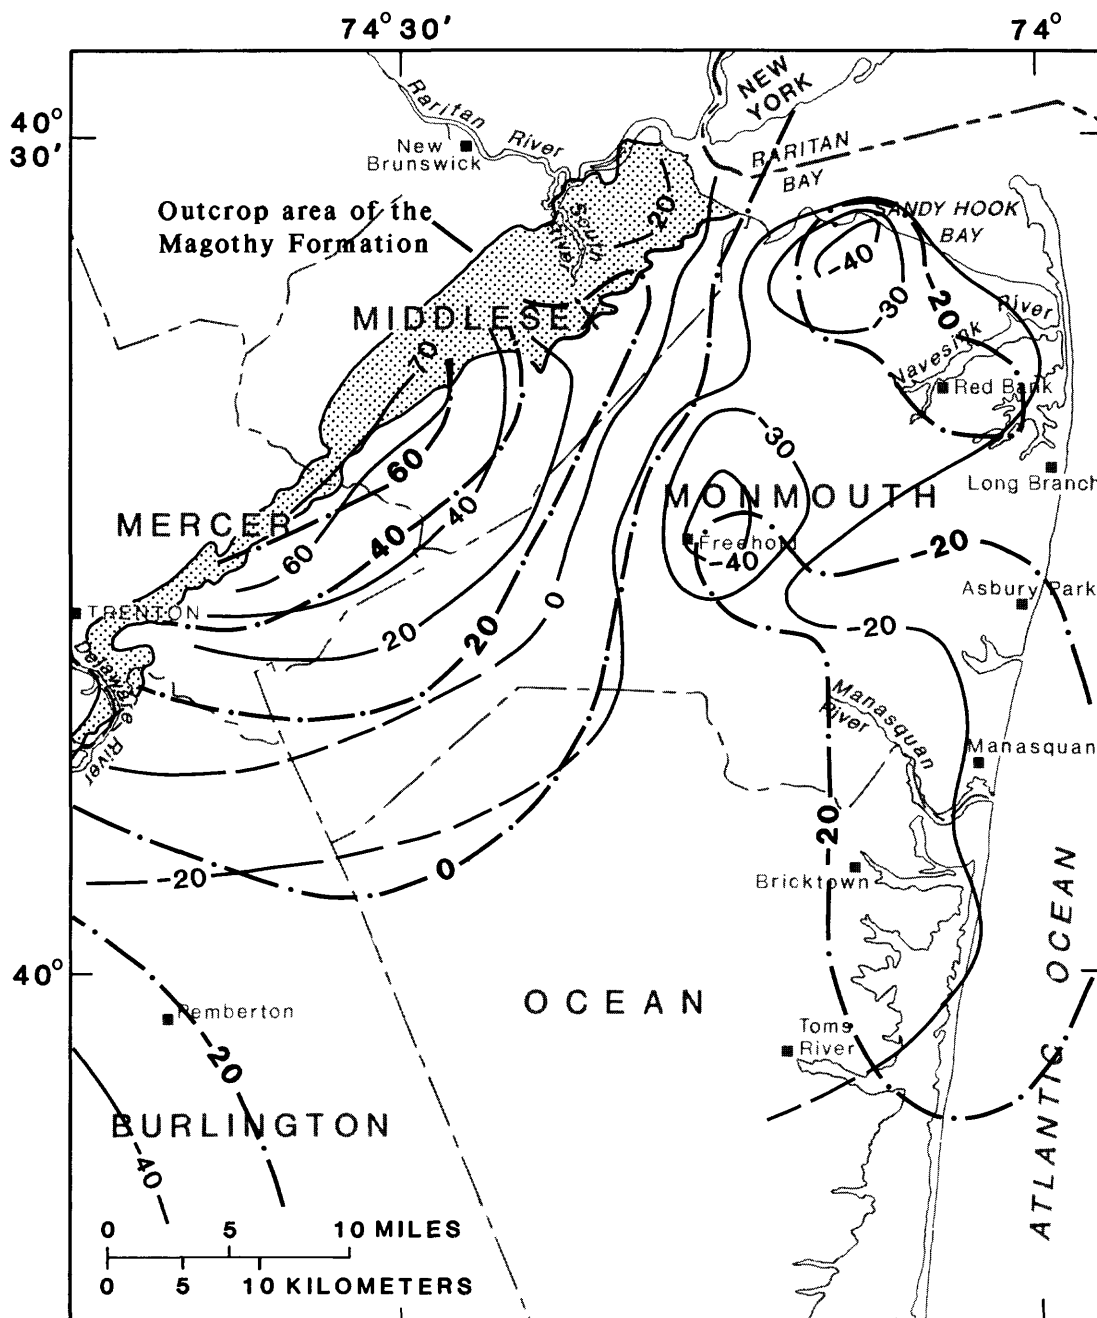 74° 30'
74°
40°
30'
Raritan River
New
Brunswick
NEW
YORK
RARITAN
BAY
Outcrop area of the
Magothy Formation
South
River
20
SANDY HOOK
BAY
-40
-30
-20
River
Navesink
MIDDLESEX
70
Red Bank
-30
60
Long Branch
MONMOUTH
MERCER
40
40
60
Freehold
-40
-20
Asbury Park
TRENTON
0
20
20
-20
Delaware
River
Manasquan
River
Manasquan
-20
0
-20
Bricktown
40°
OCEAN
Pemberton
Toms
River
-20
BURLINGTON
-40
ATLANTIC OCEAN
0 5 10 MILES
0 5 10 KILOMETERS